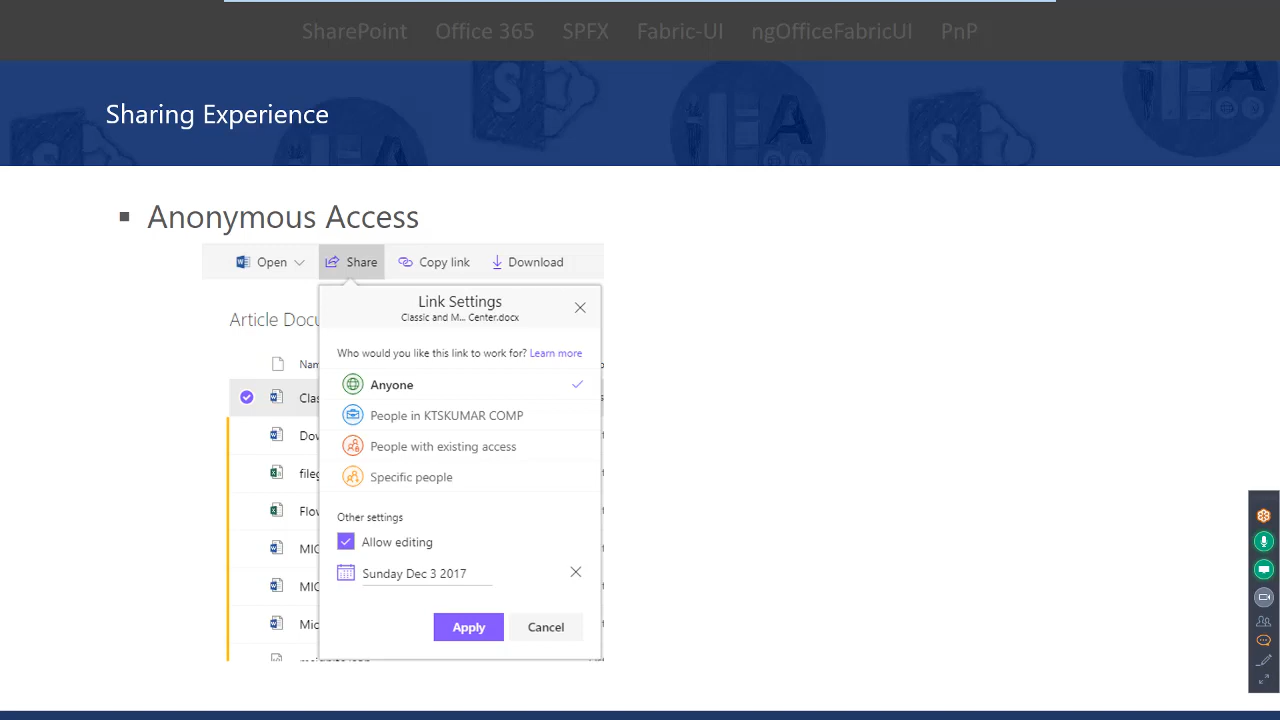 SharePoint Office 365 SPFX Fabric-UI ngOfficeFabricUI PnP
Sharing Experience
Anonymous Access
Open Share Copy link Download
Link Settings
Classic and M... Center.docx
Article Docu
Who would you like this link to work for? Learn more
Nam
Anyone
Clas
People in KTSKUMAR COMP
Dov
People with existing access
fileg
Specific people
Flov
Other settings
Allow editing
MIC
Sunday Dec 3 2017
MIG
Apply Cancel
Mic